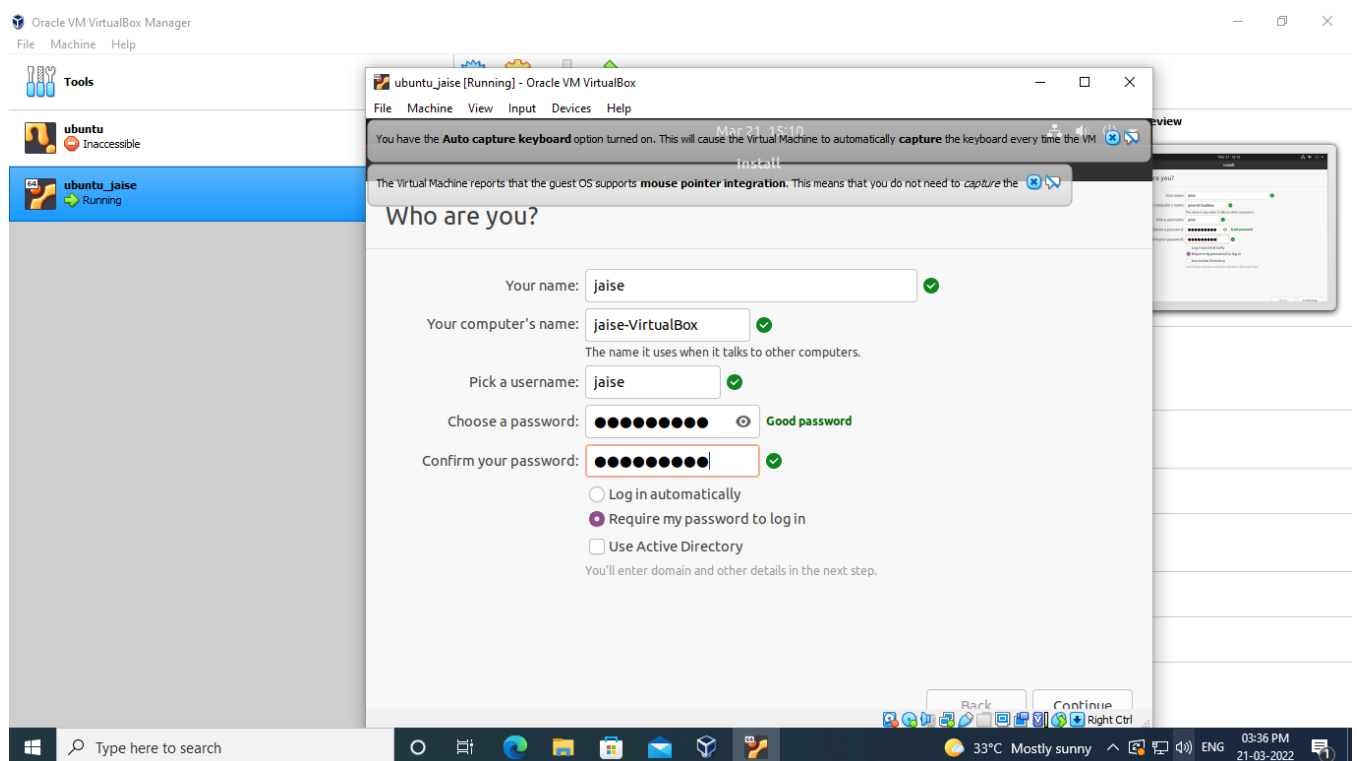 Oracle VM VirtualBox Manager
File Machine Help
Tools
ubuntu
Inaccessible
ubuntu_jaise
Running
ubuntu_jaise [Running] - Oracle VM VirtualBox
File Machine View Input Devices Help
Mar 21 15:10
You have the Auto capture keyboard option turned on. This will cause the Virtual Machine to automatically capture the keyboard every time the VM
Install
The Virtual Machine reports that the guest OS supports mouse pointer integration. This means that you do not need to capture the
Who are you?
Your name: jaise
Your computer's name: jaise-VirtualBox
The name it uses when it talks to other computers.
Pick a username: jaise
Choose a password: ●●●●●●●●● Good password
Confirm your password: ●●●●●●●●●
Log in automatically
Require my password to log in
Use Active Directory
You'll enter domain and other details in the next step.
Back Continue
Right Ctrl
eview
Type here to search
33°C Mostly sunny
ENG
03:36 PM
21-03-2022